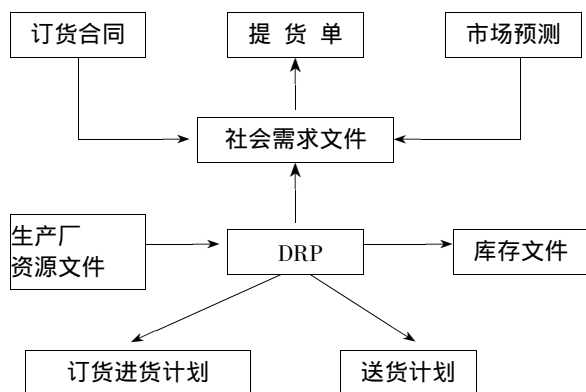 订货合同
提 货 单
市场预测
社会需求文件
生产厂
资源文件
DRP
库存文件
订货进货计划
送货计划